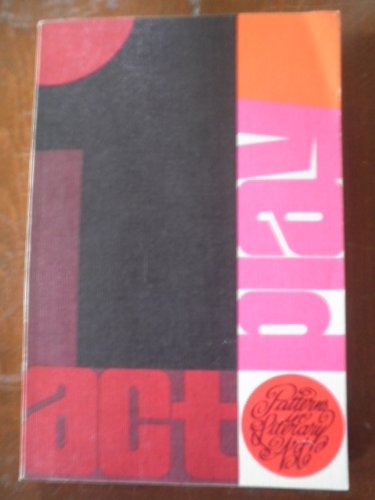 1
act
play
Patterns
in
Literary
Art